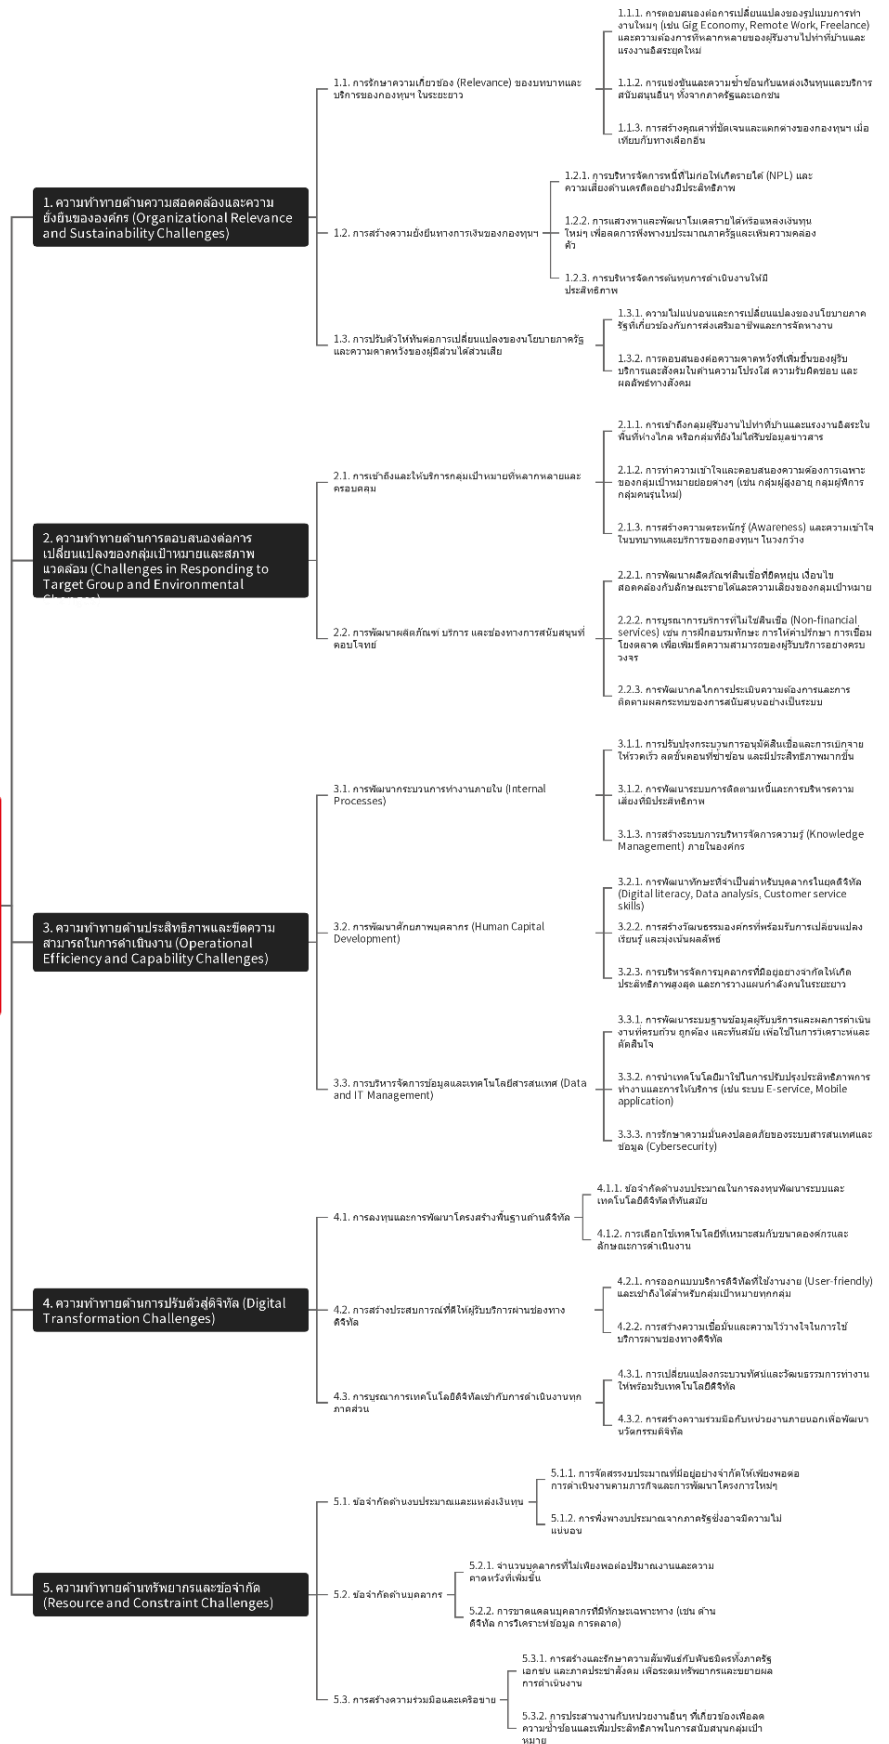 1. ความท้าทายด้านความสอดคล้องและความ
ยั่งยืนขององค์กร (Organizational Relevance
and Sustainability Challenges)
1.1. การรักษาความเกี่ยวข้อง (Relevance) ของบทบาทและ
บริการของกองทุนฯ ในระยะยาว
1.1.1. การตอบสนองต่อการเปลี่ยนแปลงของรูปแบบการทำ
งานใหม่ๆ (เช่น Gig Economy, Remote Work, Freelance)
และความต้องการที่หลากหลายของผู้รับงานไปทำที่บ้านและ
แรงงานอิสระยุคใหม่
1.1.2. การแข่งขันและความซ้ำซ้อนกับแหล่งเงินทุนและบริการ
สนับสนุนอื่นๆ ทั้งจากภาครัฐและเอกชน
1.1.3. การสร้างคุณค่าที่ชัดเจนและแตกต่างของกองทุนฯ เมื่อ
เทียบกับทางเลือกอื่น
1.2. การสร้างความยั่งยืนทางการเงินของกองทุนฯ
1.2.1. การบริหารจัดการหนี้ที่ไม่ก่อให้เกิดรายได้ (NPL) และ
ความเสี่ยงด้านเครดิตอย่างมีประสิทธิภาพ
1.2.2. การแสวงหาและพัฒนาโมเดลรายได้หรือแหล่งเงินทุน
ใหม่ๆ เพื่อลดการพึ่งพางบประมาณภาครัฐและเพิ่มความคล่อง
ตัว
1.2.3. การบริหารจัดการต้นทุนการดำเนินงานให้มี
ประสิทธิภาพ
1.3. การปรับตัวให้ทันต่อการเปลี่ยนแปลงของนโยบายภาครัฐ
และความคาดหวังของผู้มีส่วนได้ส่วนเสีย
1.3.1. ความไม่แน่นอนและการเปลี่ยนแปลงของนโยบายภาค
รัฐที่เกี่ยวข้องกับการส่งเสริมอาชีพและการจัดหางาน
1.3.2. การตอบสนองต่อความคาดหวังที่เพิ่มขึ้นของผู้รับ
บริการและสังคมในด้านความโปร่งใส ความรับผิดชอบ และ
ผลลัพธ์ทางสังคม
2. ความท้าทายด้านการตอบสนองต่อการ
เปลี่ยนแปลงของกลุ่มเป้าหมายและสภาพ
แวดล้อม (Challenges in Responding to
Target Group and Environmental
Changes)
2.1. การเข้าถึงและให้บริการกลุ่มเป้าหมายที่หลากหลายและ
ครอบคลุม
2.1.1. การเข้าถึงกลุ่มผู้รับงานไปทำที่บ้านและแรงงานอิสระใน
พื้นที่ห่างไกล หรือกลุ่มที่ยังไม่ได้รับข้อมูลข่าวสาร
2.1.2. การทำความเข้าใจและตอบสนองความต้องการเฉพาะ
ของกลุ่มเป้าหมายย่อยต่างๆ (เช่น กลุ่มผู้สูงอายุ กลุ่มผู้พิการ
กลุ่มคนรุ่นใหม่)
2.1.3. การสร้างความตระหนักรู้ (Awareness) และความเข้าใจ
ในบทบาทและบริการของกองทุนฯ ในวงกว้าง
2.2. การพัฒนาผลิตภัณฑ์ บริการ และช่องทางการสนับสนุนที่
ตอบโจทย์
2.2.1. การพัฒนาผลิตภัณฑ์สินเชื่อที่ยืดหยุ่น เงื่อนไข
สอดคล้องกับลักษณะรายได้และความเสี่ยงของกลุ่มเป้าหมาย
2.2.2. การบูรณาการบริการที่ไม่ใช่สินเชื่อ (Non-financial
services) เช่น การฝึกอบรมทักษะ การให้คำปรึกษา การเชื่อม
โยงตลาด เพื่อเพิ่มขีดความสามารถของผู้รับบริการอย่างครบ
วงจร
2.2.3. การพัฒนากลไกการประเมินความต้องการและการ
ติดตามผลกระทบของการสนับสนุนอย่างเป็นระบบ
3. ความท้าทายด้านประสิทธิภาพและขีดความ
สามารถในการดำเนินงาน (Operational
Efficiency and Capability Challenges)
3.1. การพัฒนากระบวนการทำงานภายใน (Internal
Processes)
3.1.1. การปรับปรุงกระบวนการอนุมัติสินเชื่อและการเบิกจ่าย
ให้รวดเร็ว ลดขั้นตอนที่ซ้ำซ้อน และมีประสิทธิภาพมากขึ้น
3.1.2. การพัฒนาระบบการติดตามหนี้และการบริหารความ
เสี่ยงที่มีประสิทธิภาพ
3.1.3. การสร้างระบบการบริหารจัดการความรู้ (Knowledge
Management) ภายในองค์กร
3.2. การพัฒนาศักยภาพบุคลากร (Human Capital
Development)
3.2.1. การพัฒนาทักษะที่จำเป็นสำหรับบุคลากรในยุคดิจิทัล
(Digital literacy, Data analysis, Customer service
skills)
3.2.2. การสร้างวัฒนธรรมองค์กรที่พร้อมรับการเปลี่ยนแปลง
เรียนรู้ และมุ่งเน้นผลลัพธ์
3.2.3. การบริหารจัดการบุคลากรที่มีอยู่อย่างจำกัดให้เกิด
ประสิทธิภาพสูงสุด และการวางแผนกำลังคนในระยะยาว
3.3. การบริหารจัดการข้อมูลและเทคโนโลยีสารสนเทศ (Data
and IT Management)
3.3.1. การพัฒนาระบบฐานข้อมูลผู้รับบริการและผลการดำเนิน
งานที่ครบถ้วน ถูกต้อง และทันสมัย เพื่อใช้ในการวิเคราะห์และ
ตัดสินใจ
3.3.2. การนำเทคโนโลยีมาใช้ในการปรับปรุงประสิทธิภาพการ
ทำงานและการให้บริการ (เช่น ระบบ E-service, Mobile
application)
3.3.3. การรักษาความมั่นคงปลอดภัยของระบบสารสนเทศและ
ข้อมูล (Cybersecurity)
4. ความท้าทายด้านการปรับตัวสู่ดิจิทัล (Digital
Transformation Challenges)
4.1. การลงทุนและการพัฒนาโครงสร้างพื้นฐานด้านดิจิทัล
4.1.1. ข้อจำกัดด้านงบประมาณในการลงทุนพัฒนาระบบและ
เทคโนโลยีดิจิทัลที่ทันสมัย
4.1.2. การเลือกใช้เทคโนโลยีที่เหมาะสมกับขนาดองค์กรและ
ลักษณะการดำเนินงาน
4.2. การสร้างประสบการณ์ที่ดีให้ผู้รับบริการผ่านช่องทาง
ดิจิทัล
4.2.1. การออกแบบบริการดิจิทัลที่ใช้งานง่าย (User-friendly)
และเข้าถึงได้สำหรับกลุ่มเป้าหมายทุกกลุ่ม
4.2.2. การสร้างความเชื่อมั่นและความไว้วางใจในการใช้
บริการผ่านช่องทางดิจิทัล
4.3. การบูรณาการเทคโนโลยีดิจิทัลเข้ากับการดำเนินงานทุก
ภาคส่วน
4.3.1. การเปลี่ยนแปลงกระบวนทัศน์และวัฒนธรรมการทำงาน
ให้พร้อมรับเทคโนโลยีดิจิทัล
4.3.2. การสร้างความร่วมมือกับหน่วยงานภายนอกเพื่อพัฒนา
นวัตกรรมดิจิทัล
5. ความท้าทายด้านทรัพยากรและข้อจำกัด
(Resource and Constraint Challenges)
5.1. ข้อจำกัดด้านงบประมาณและแหล่งเงินทุน
5.1.1. การจัดสรรงบประมาณที่มีอยู่อย่างจำกัดให้เพียงพอต่อ
การดำเนินงานตามภารกิจและการพัฒนาโครงการใหม่ๆ
5.1.2. การพึ่งพางบประมาณจากภาครัฐซึ่งอาจมีความไม่
แน่นอน
5.2. ข้อจำกัดด้านบุคลากร
5.2.1. จำนวนบุคลากรที่ไม่เพียงพอต่อปริมาณงานและความ
คาดหวังที่เพิ่มขึ้น
5.2.2. การขาดแคลนบุคลากรที่มีทักษะเฉพาะทาง (เช่น ด้าน
ดิจิทัล การวิเคราะห์ข้อมูล การตลาด)
5.3. การสร้างความร่วมมือและเครือข่าย
5.3.1. การสร้างและรักษาความสัมพันธ์กับพันธมิตรทั้งภาครัฐ
เอกชน และภาคประชาสังคม เพื่อระดมทรัพยากรและขยายผล
การดำเนินงาน
5.3.2. การประสานงานกับหน่วยงานอื่นๆ ที่เกี่ยวข้องเพื่อลด
ความซ้ำซ้อนและเพิ่มประสิทธิภาพในการสนับสนุนกลุ่มเป้า
หมาย